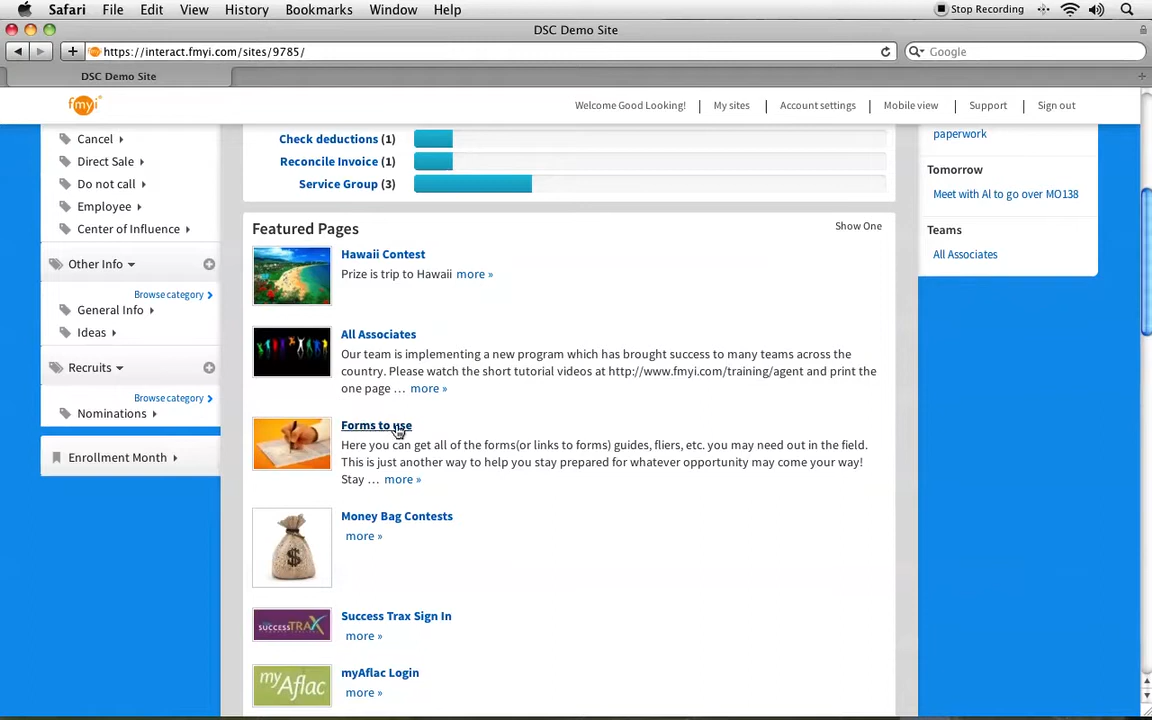 Safari File Edit View History Bookmarks Window Help Stop Recording
DSC Demo Site
https://interact.fmyi.com/sites/9785/ Google
DSC Demo Site
fmyi Welcome Good Looking! My sites Account settings Mobile view Support Sign out
Cancel
Direct Sale
Do not call
Employee
Center of Influence
Other Info
Browse category
General Info
Ideas
Recruits
Browse category
Nominations
Enrollment Month
Check deductions (1)
Reconcile Invoice (1)
Service Group (3)
Featured Pages Show One
Hawaii Contest
Prize is trip to Hawaii more »
All Associates
Our team is implementing a new program which has brought success to many teams across the
country. Please watch the short tutorial videos at http://www.fmyi.com/training/agent and print the
one page … more »
Forms to use
Here you can get all of the forms(or links to forms) guides, fliers, etc. you may need out in the field.
This is just another way to help you stay prepared for whatever opportunity may come your way!
Stay … more »
$
Money Bag Contests
more »
SUCCESSTRAX
Success Trax Sign In
more »
myAflac
myAflac Login
more »
paperwork
Tomorrow
Meet with Al to go over MO138
Teams
All Associates